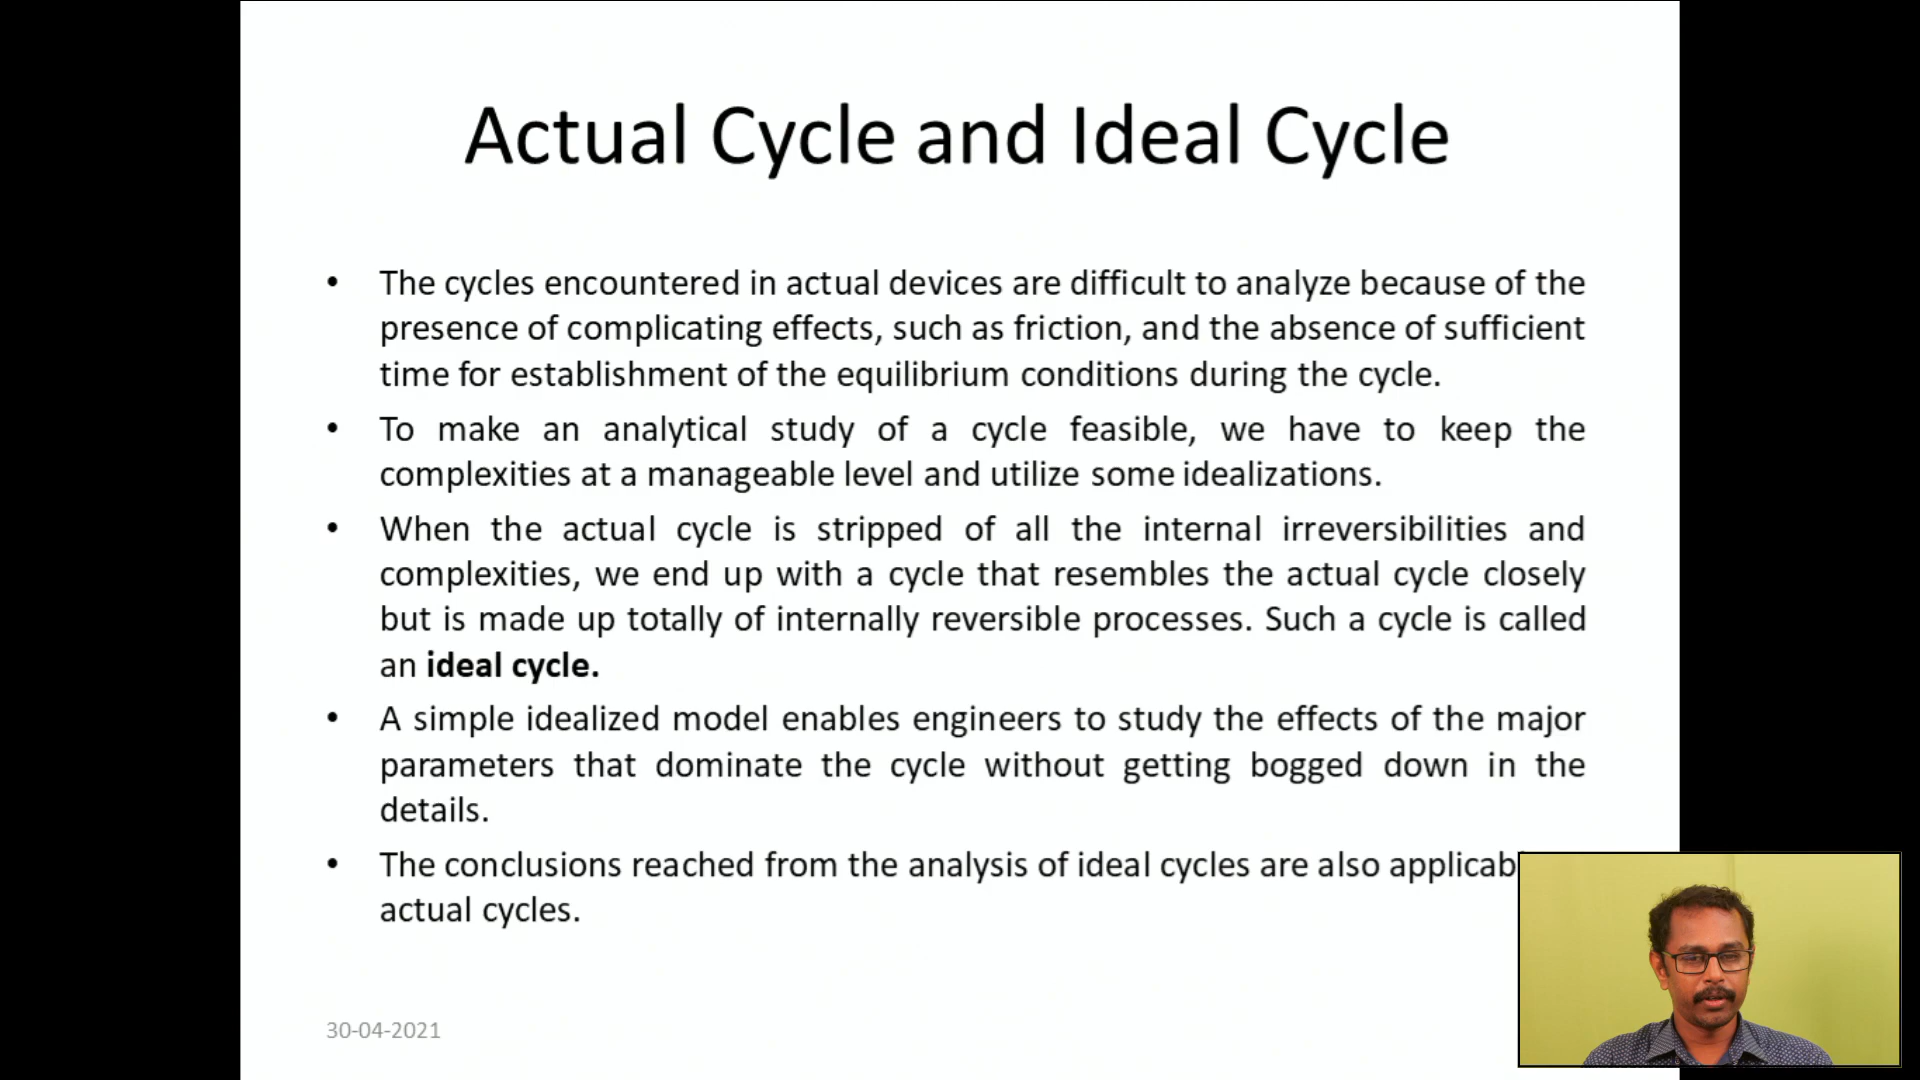 Actual Cycle and Ideal Cycle
• The cycles encountered in actual devices are difficult to analyze because of the
presence of complicating effects, such as friction, and the absence of sufficient
time for establishment of the equilibrium conditions during the cycle.
• To make an analytical study of a cycle feasible, we have to keep the
complexities at a manageable level and utilize some idealizations.
• When the actual cycle is stripped of all the internal irreversibilities and
complexities, we end up with a cycle that resembles the actual cycle closely
but is made up totally of internally reversible processes. Such a cycle is called
an ideal cycle.
• A simple idealized model enables engineers to study the effects of the major
parameters that dominate the cycle without getting bogged down in the
details.
• The conclusions reached from the analysis of ideal cycles are also
actual cycles.
30-04-2021